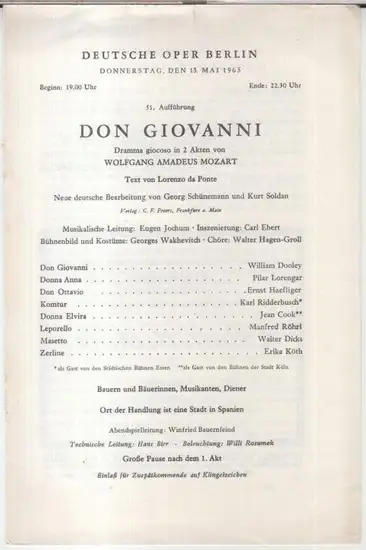 DEUTSCHE OPER BERLIN
DONNERSTAG, DEN 13. MAI 1965
Beginn: 19.00 Uhr Ende: 22.30 Uhr
51. Aufführung
DON GIOVANNI
Dramma giocoso in 2 Akten von
WOLFGANG AMADEUS MOZART
Text von Lorenzo da Ponte
Neue deutsche Bearbeitung von Georg Schünemann und Kurt Soldan
Verlag: C. F. Peters, Frankfurt a. Main
Musikalische Leitung: Eugen Jochum · Inszenierung: Carl Ebert
Bühnenbild und Kostüme: Georges Wakhevitch · Chöre: Walter Hagen-Groll
Don Giovanni . . . . . . . . . . . . . . . . William Dooley
Donna Anna . . . . . . . . . . . . . . . . Pilar Lorengar
Don Ottavio . . . . . . . . . . . . . . . . Ernst Haefliger
Komtur . . . . . . . . . . . . . . . . Karl Ridderbusch*
Donna Elvira . . . . . . . . . . . . . . . . Jean Cook**
Leporello . . . . . . . . . . . . . . . . Manfred Röhrl
Masetto . . . . . . . . . . . . . . . . Walter Dicks
Zerline . . . . . . . . . . . . . . . . Erika Köth
*als Gast von den Städtischen Bühnen Essen **als Gast von den Bühnen der Stadt Köln
Bauern und Bäuerinnen, Musikanten, Diener
Ort der Handlung ist eine Stadt in Spanien
Abendspielleitung: Winfried Bauernfeind
Technische Leitung: Hans Birr - Beleuchtung: Willi Rosumek
Große Pause nach dem 1. Akt
Einlaß für Zuspätkommende auf Klingelzeichen